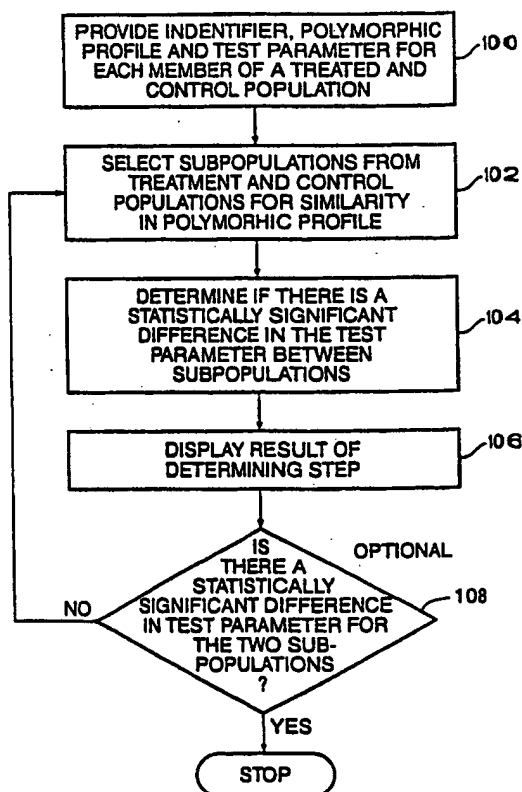 PROVIDE INDENTIFIER, POLYMORPHIC
PROFILE AND TEST PARAMETER FOR
EACH MEMBER OF A TREATED AND
CONTROL POPULATION
100
SELECT SUBPOPULATIONS FROM
TREATMENT AND CONTROL
POPULATIONS FOR SIMILARITY
IN POLYMORHIC PROFILE
102
DETERMINE IF THERE IS A
STATISTICALLY SIGNIFICANT
DIFFERENCE IN THE TEST
PARAMETER BETWEEN
SUBPOPULATIONS
104
DISPLAY RESULT OF
DETERMINING STEP
106
OPTIONAL
IS
THERE A
STATISTICALLY
SIGNIFICANT DIFFERENCE
IN TEST PARAMETER FOR
THE TWO SUB-
POPULATIONS
?
108
NO
YES
STOP